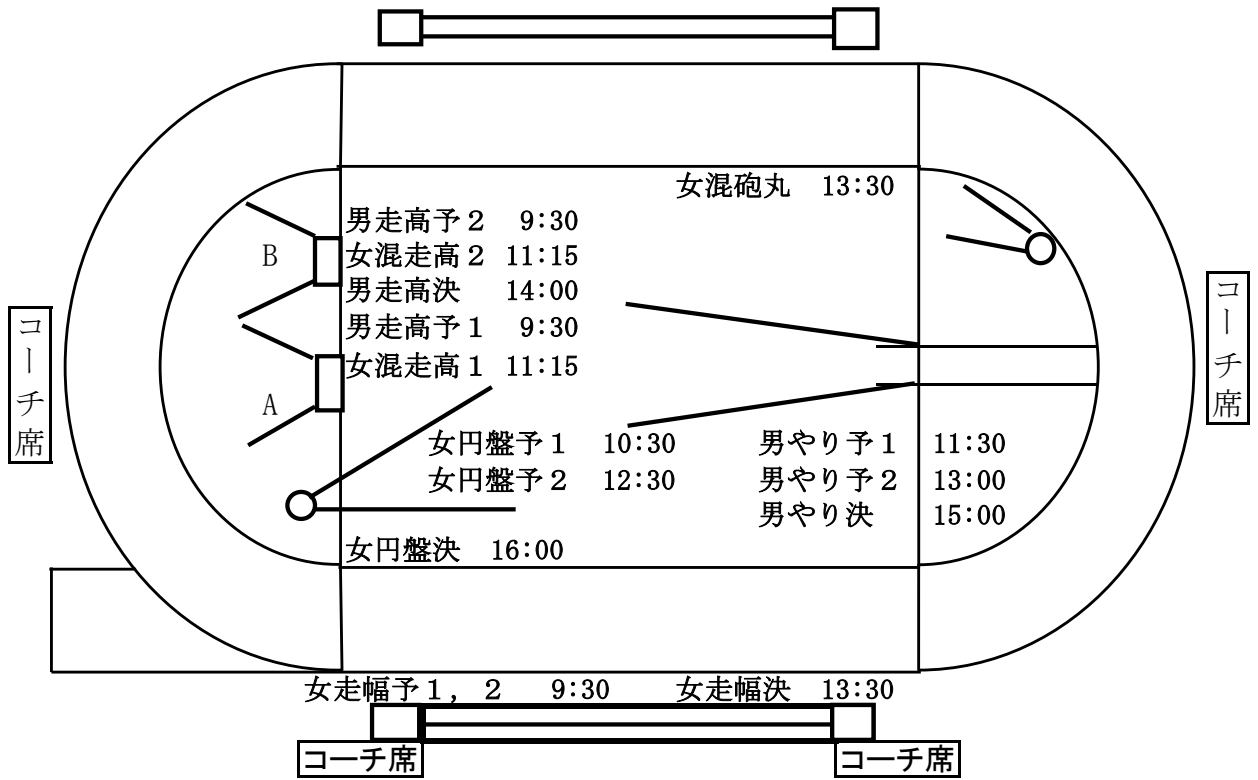 女混砲丸 13:30
男走高予２ 9:30
B
女混走高２ 11:15
男走高決 14:00
男走高予１ 9:30
女混走高１ 11:15
A
コーチ席
コーチ席
女円盤予１ 10:30 男やり予１ 11:30
女円盤予２ 12:30 男やり予２ 13:00
男やり決 15:00
女円盤決 16:00
女走幅予１，２ 9:30 女走幅決 13:30
コーチ席 コーチ席